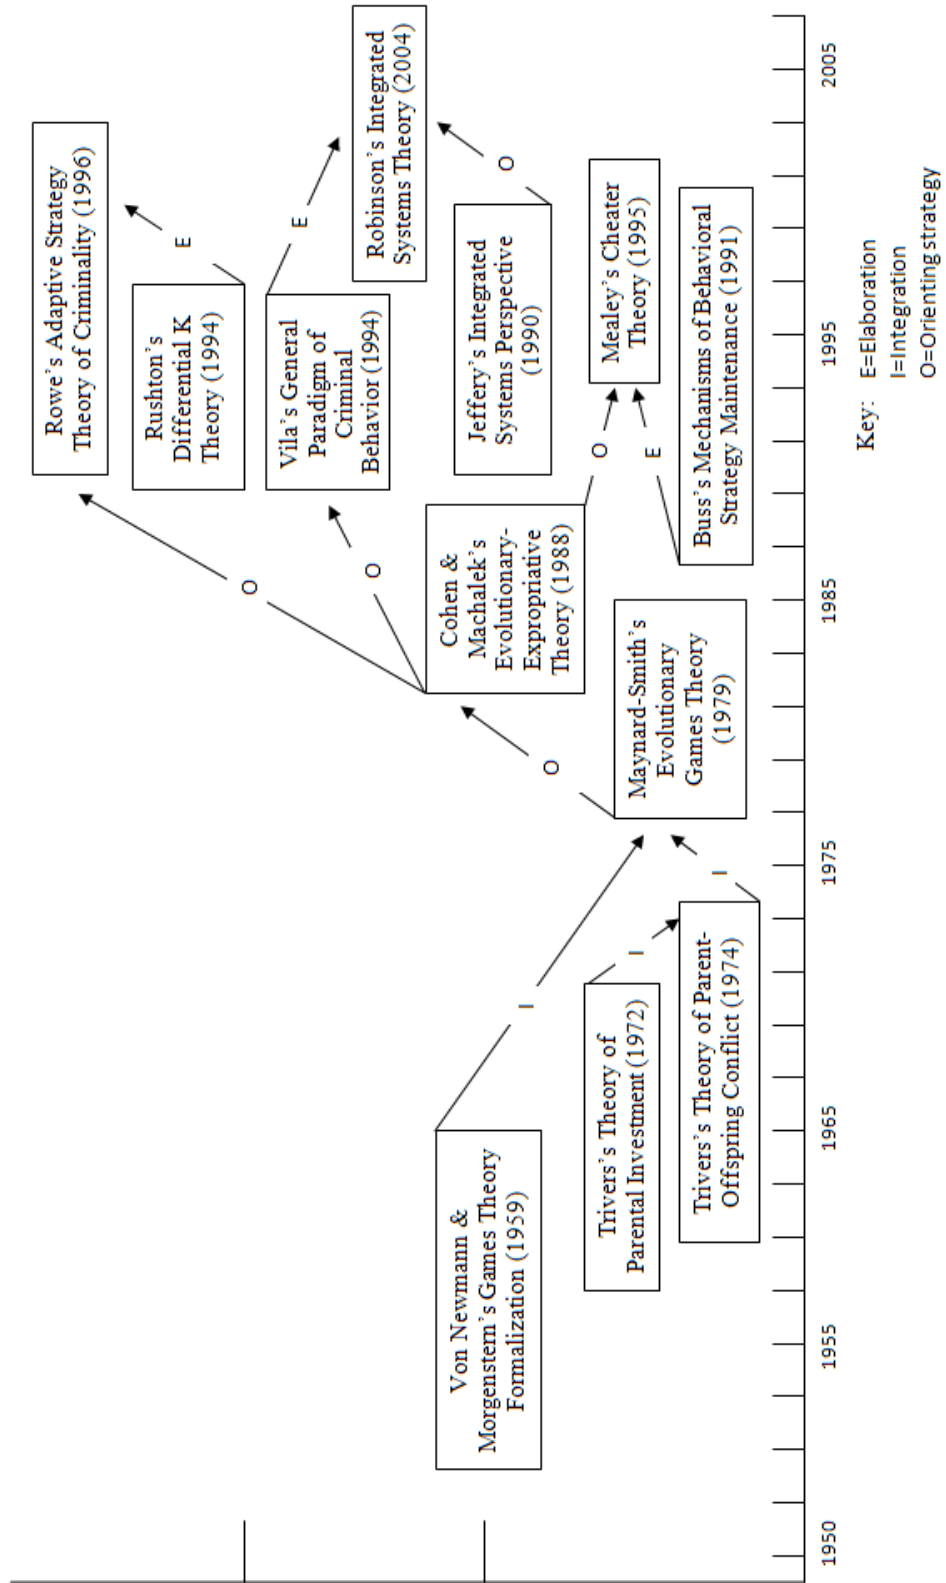 Rowe's Adaptive Strategy
Theory of Criminality (1996)
Rushton's
Differential K
Theory (1994)
E
Vila's General
Paradigm of
Criminal
Behavior (1994)
E
Robinson's Integrated
Systems Theory (2004)
O
O
Cohen &
Machalek's
Evolutionary-
Expropriative
Theory (1988)
Jeffery's Integrated
Systems Perspective
(1990)
O
Von Newmann &
Morgenstern's Games Theory
Formalization (1959)
I
O
O
Mealey's Cheater
Theory (1995)
E
Trivers's Theory of
Parental Investment (1972)
I
Maynard-Smith's
Evolutionary
Games Theory
(1979)
Trivers's Theory of Parent-
Offspring Conflict (1974)
I
Buss's Mechanisms of Behavioral
Strategy Maintenance (1991)
1950
1955
1965
1975
1985
1995
2005
Key: E=Elaboration
I=Integration
O=Orienting strategy